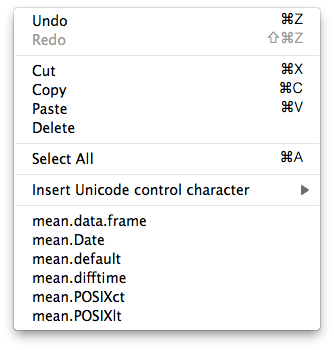 Undo ⌘Z
Redo ⇧⌘Z
Cut ⌘X
Copy ⌘C
Paste ⌘V
Delete
Select All ⌘A
Insert Unicode control character ▶
mean.data.frame
mean.Date
mean.default
mean.difftime
mean.POSIXct
mean.POSIXlt